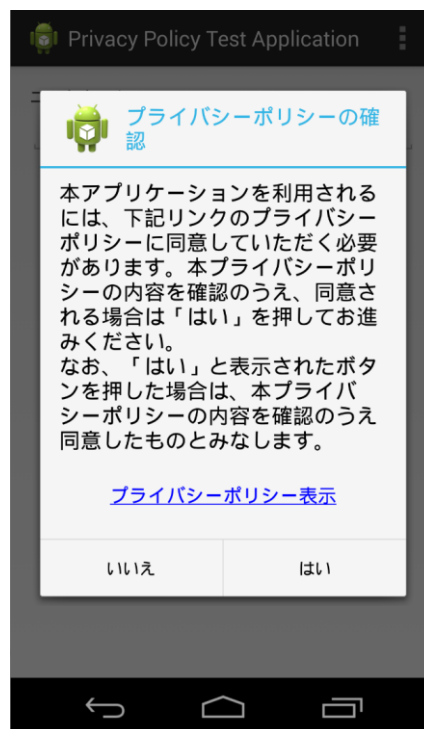 Privacy Policy Test Application
プライバシーポリシーの確
認
本アプリケーションを利用される
には、下記リンクのプライバシー
ポリシーに同意していただく必要
があります。本プライバシーポリ
シーの内容を確認のうえ、同意さ
れる場合は「はい」を押してお進
みください。
なお、「はい」と表示されたボタ
ンを押した場合は、本プライバ
シーポリシーの内容を確認のうえ
同意したものとみなします。
プライバシーポリシー表示
いいえ
はい